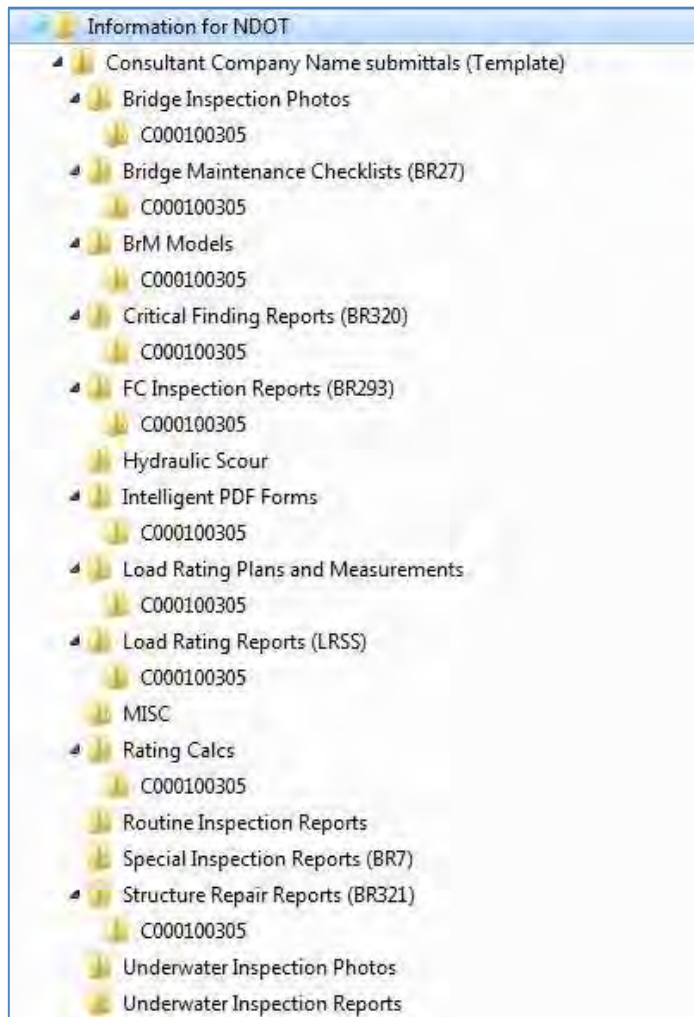 Information for NDOT
Consultant Company Name submittals (Template)
Bridge Inspection Photos
C000100305
Bridge Maintenance Checklists (BR27)
C000100305
BrM Models
C000100305
Critical Finding Reports (BR320)
C000100305
FC Inspection Reports (BR293)
C000100305
Hydraulic Scour
Intelligent PDF Forms
C000100305
Load Rating Plans and Measurements
C000100305
Load Rating Reports (LRSS)
C000100305
MISC
Rating Calcs
C000100305
Routine Inspection Reports
Special Inspection Reports (BR7)
Structure Repair Reports (BR321)
C000100305
Underwater Inspection Photos
Underwater Inspection Reports